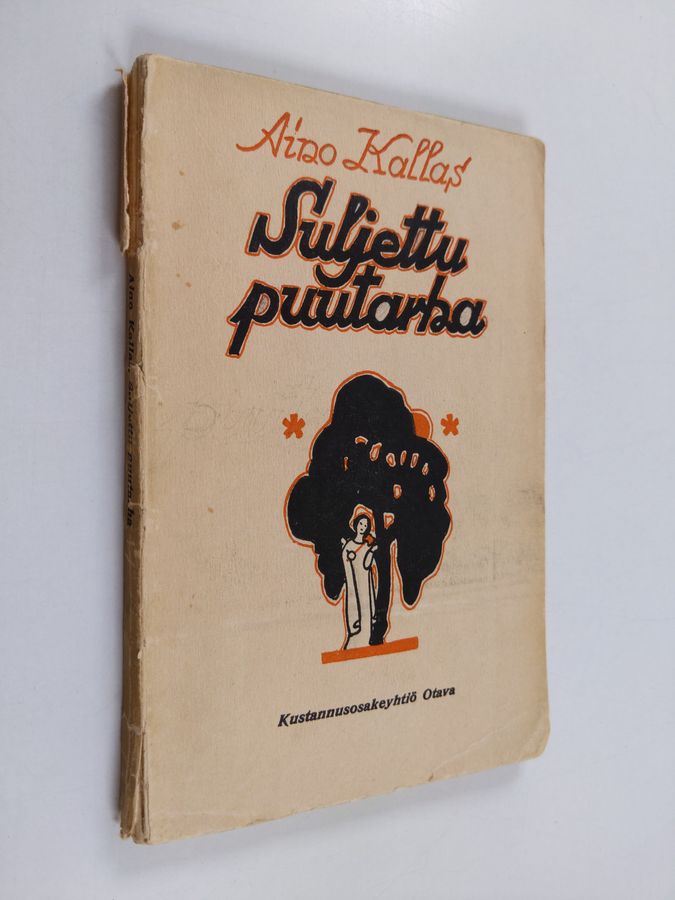 Aino Kallas
Suljettu
puutarha
Kustannusosakeyhtiö Otava
Aino Kallas Suljettu puutarha